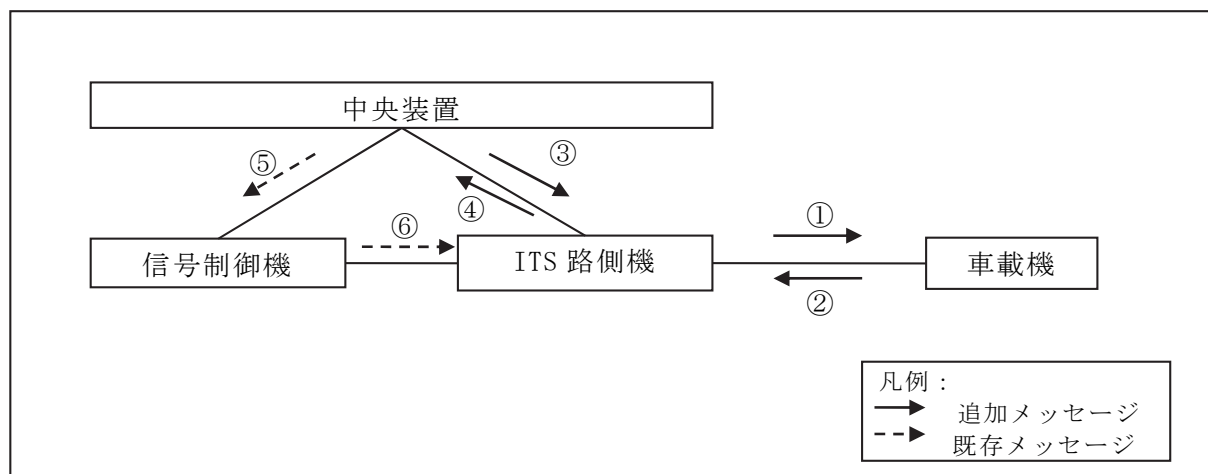 中央装置
⑤
③
④
⑥
①
信号制御機
ITS 路側機
車載機
②
凡例：
追加メッセージ
既存メッセージ